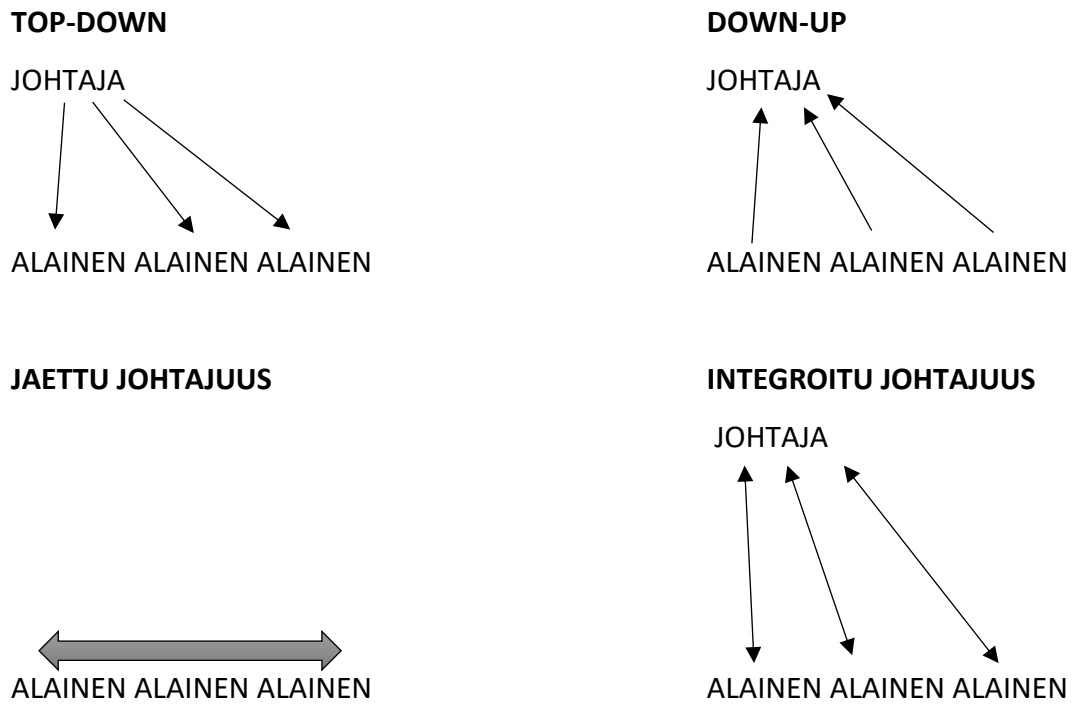 TOP-DOWN
JOHTAJA
ALAINEN ALAINEN ALAINEN
DOWN-UP
JOHTAJA
ALAINEN ALAINEN ALAINEN
JAETTU JOHTAJUUS
ALAINEN ALAINEN ALAINEN
INTEGROITU JOHTAJUUS
JOHTAJA
ALAINEN ALAINEN ALAINEN